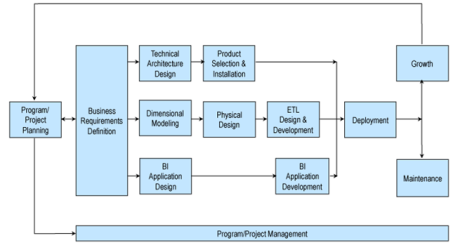 Technical
Architecture
Design
Product
Selection &
Installation
Growth
Program/
Project
Planning
Business
Requirements
Definition
Dimensional
Modeling
Physical
Design
ETL
Design &
Development
Deployment
BI
Application
Design
BI
Application
Development
Maintenance
Program/Project Management